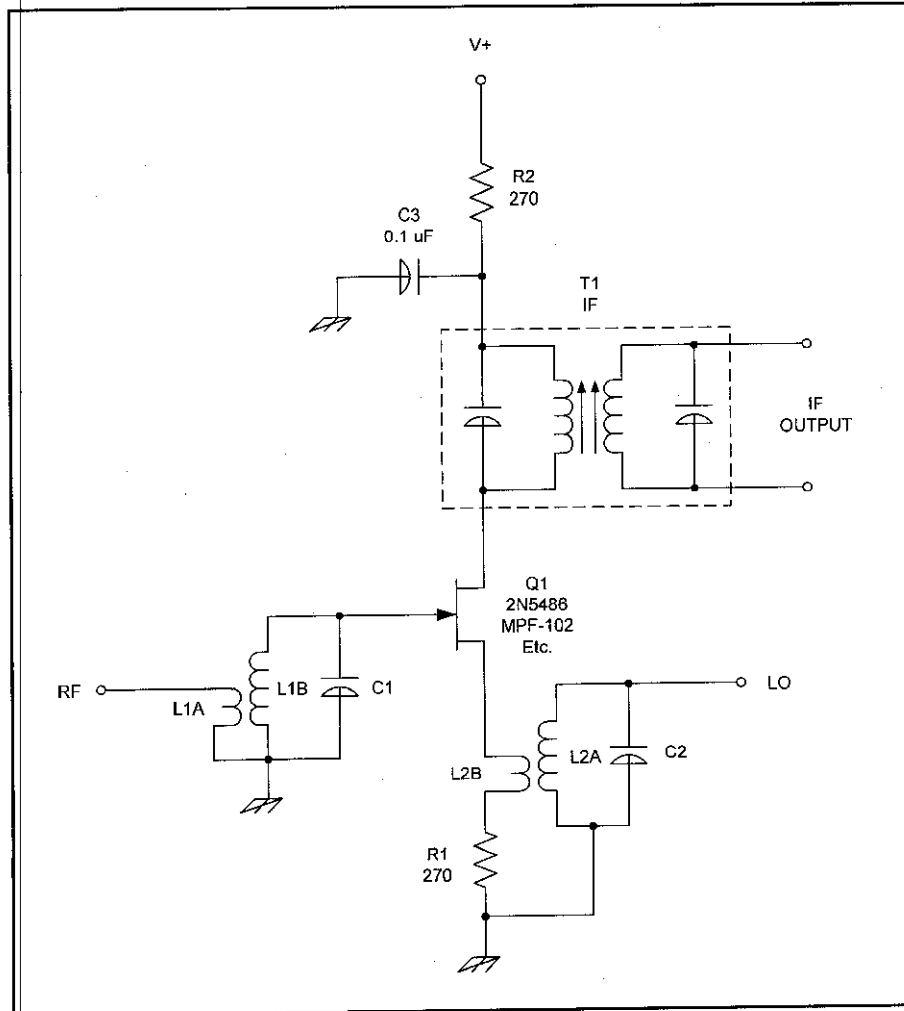 V+
R2
270
C3
0.1 uF
T1
IF
IF
OUTPUT
Q1
2N5486
MPF-102
Etc.
RF
L1A
L1B
C1
LO
L2B
L2A
C2
R1
270